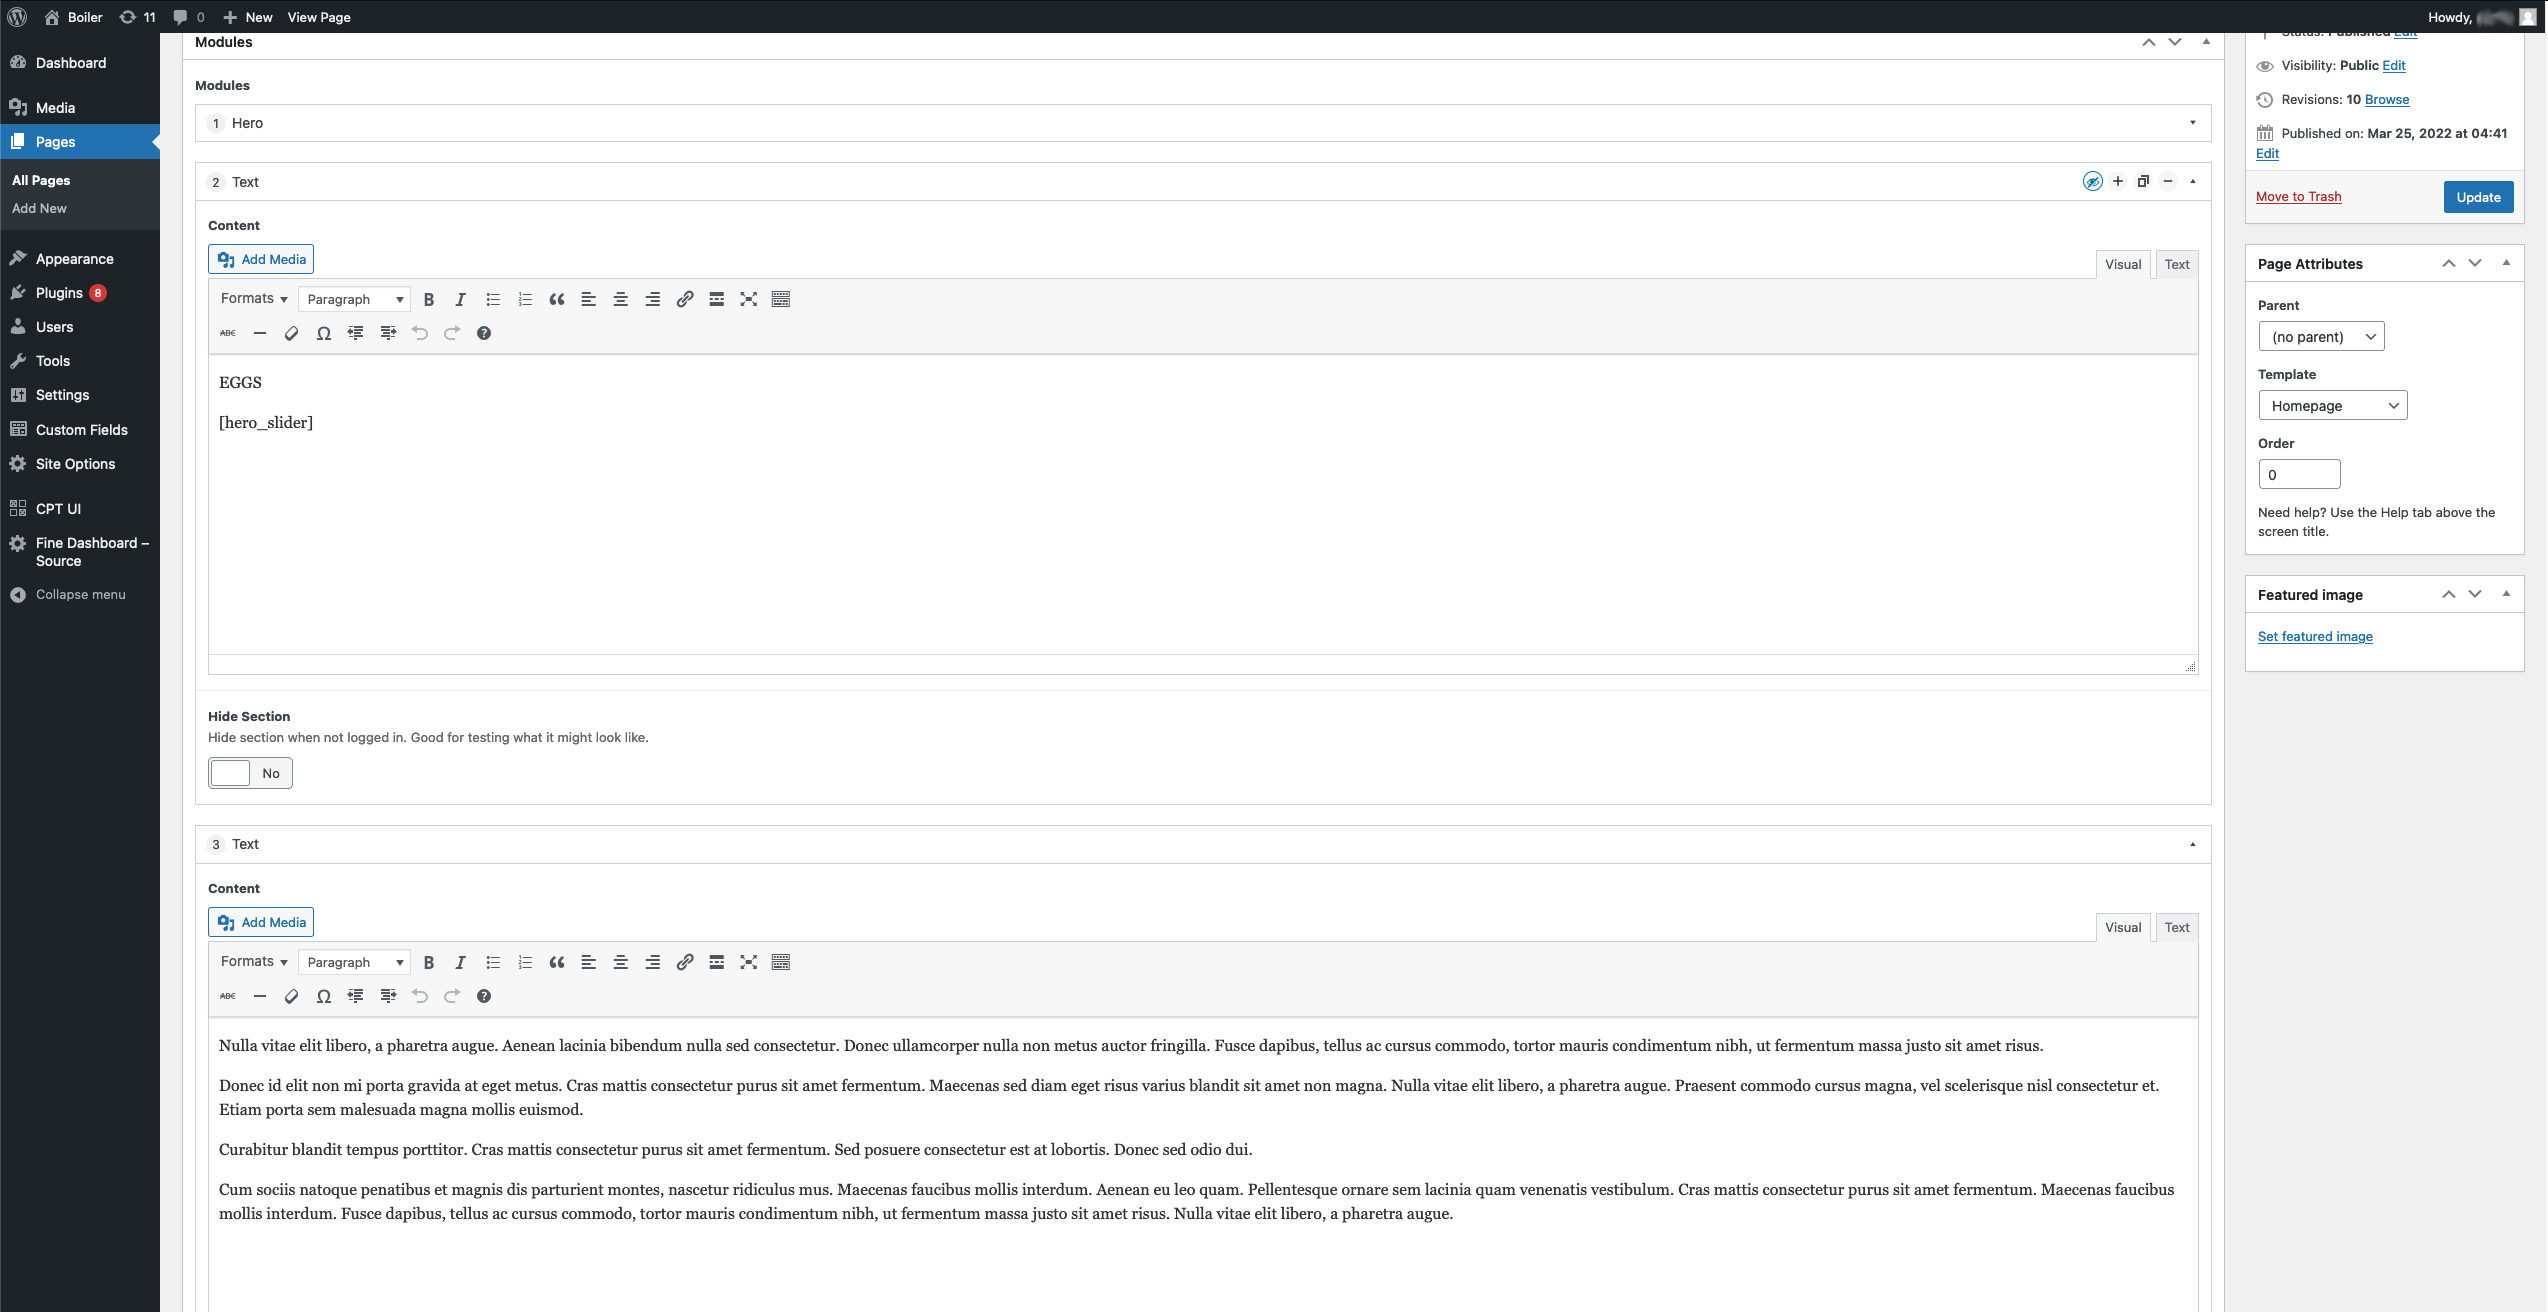 Boiler 11 0 New View Page Howdy,
Dashboard
Media
Pages
All Pages
Add New
Appearance
Plugins 8
Users
Tools
Settings
Custom Fields
Site Options
CPT UI
Fine Dashboard –
Source
Collapse menu
Modules
Modules
1 Hero
2 Text
Content
Add Media
Visual Text
Formats Paragraph B I
ABC
EGGS
[hero_slider]
Hide Section
Hide section when not logged in. Good for testing what it might look like.
No
3 Text
Content
Add Media
Visual Text
Formats Paragraph B I
ABC
Nulla vitae elit libero, a pharetra augue. Aenean lacinia bibendum nulla sed consectetur. Donec ullamcorper nulla non metus auctor fringilla. Fusce dapibus, tellus ac cursus commodo, tortor mauris condimentum nibh, ut fermentum massa justo sit amet risus.
Donec id elit non mi porta gravida at eget metus. Cras mattis consectetur purus sit amet fermentum. Maecenas sed diam eget risus varius blandit sit amet non magna. Nulla vitae elit libero, a pharetra augue. Praesent commodo cursus magna, vel scelerisque nisl consectetur et.
Etiam porta sem malesuada magna mollis euismod.
Curabitur blandit tempus porttitor. Cras mattis consectetur purus sit amet fermentum. Sed posuere consectetur est at lobortis. Donec sed odio dui.
Cum sociis natoque penatibus et magnis dis parturient montes, nascetur ridiculus mus. Maecenas faucibus mollis interdum. Aenean eu leo quam. Pellentesque ornare sem lacinia quam venenatis vestibulum. Cras mattis consectetur purus sit amet fermentum. Maecenas faucibus
mollis interdum. Fusce dapibus, tellus ac cursus commodo, tortor mauris condimentum nibh, ut fermentum massa justo sit amet risus. Nulla vitae elit libero, a pharetra augue.
Status: Published Edit
Visibility: Public Edit
Revisions: 10 Browse
Published on: Mar 25, 2022 at 04:41
Edit
Move to Trash
Update
Page Attributes
Parent
(no parent)
Template
Homepage
Order
0
Need help? Use the Help tab above the
screen title.
Featured image
Set featured image